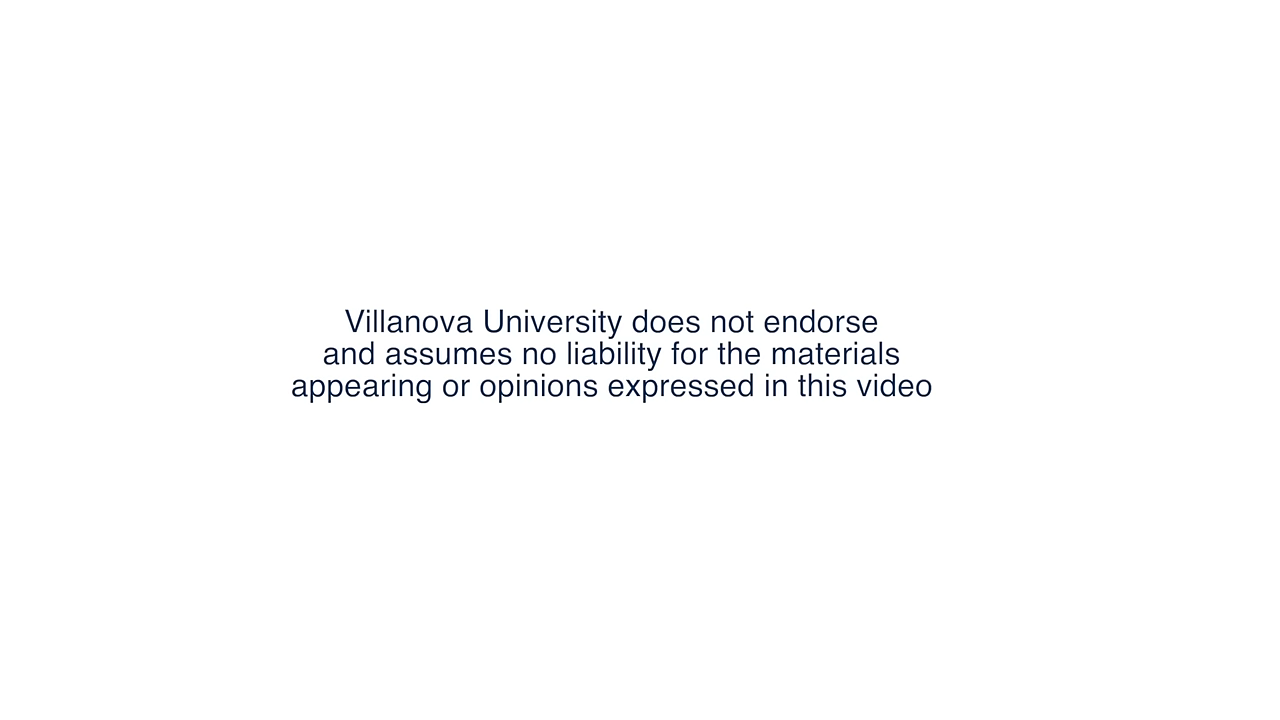 Villanova University does not endorse
and assumes no liability for the materials
appearing or opinions expressed in this video